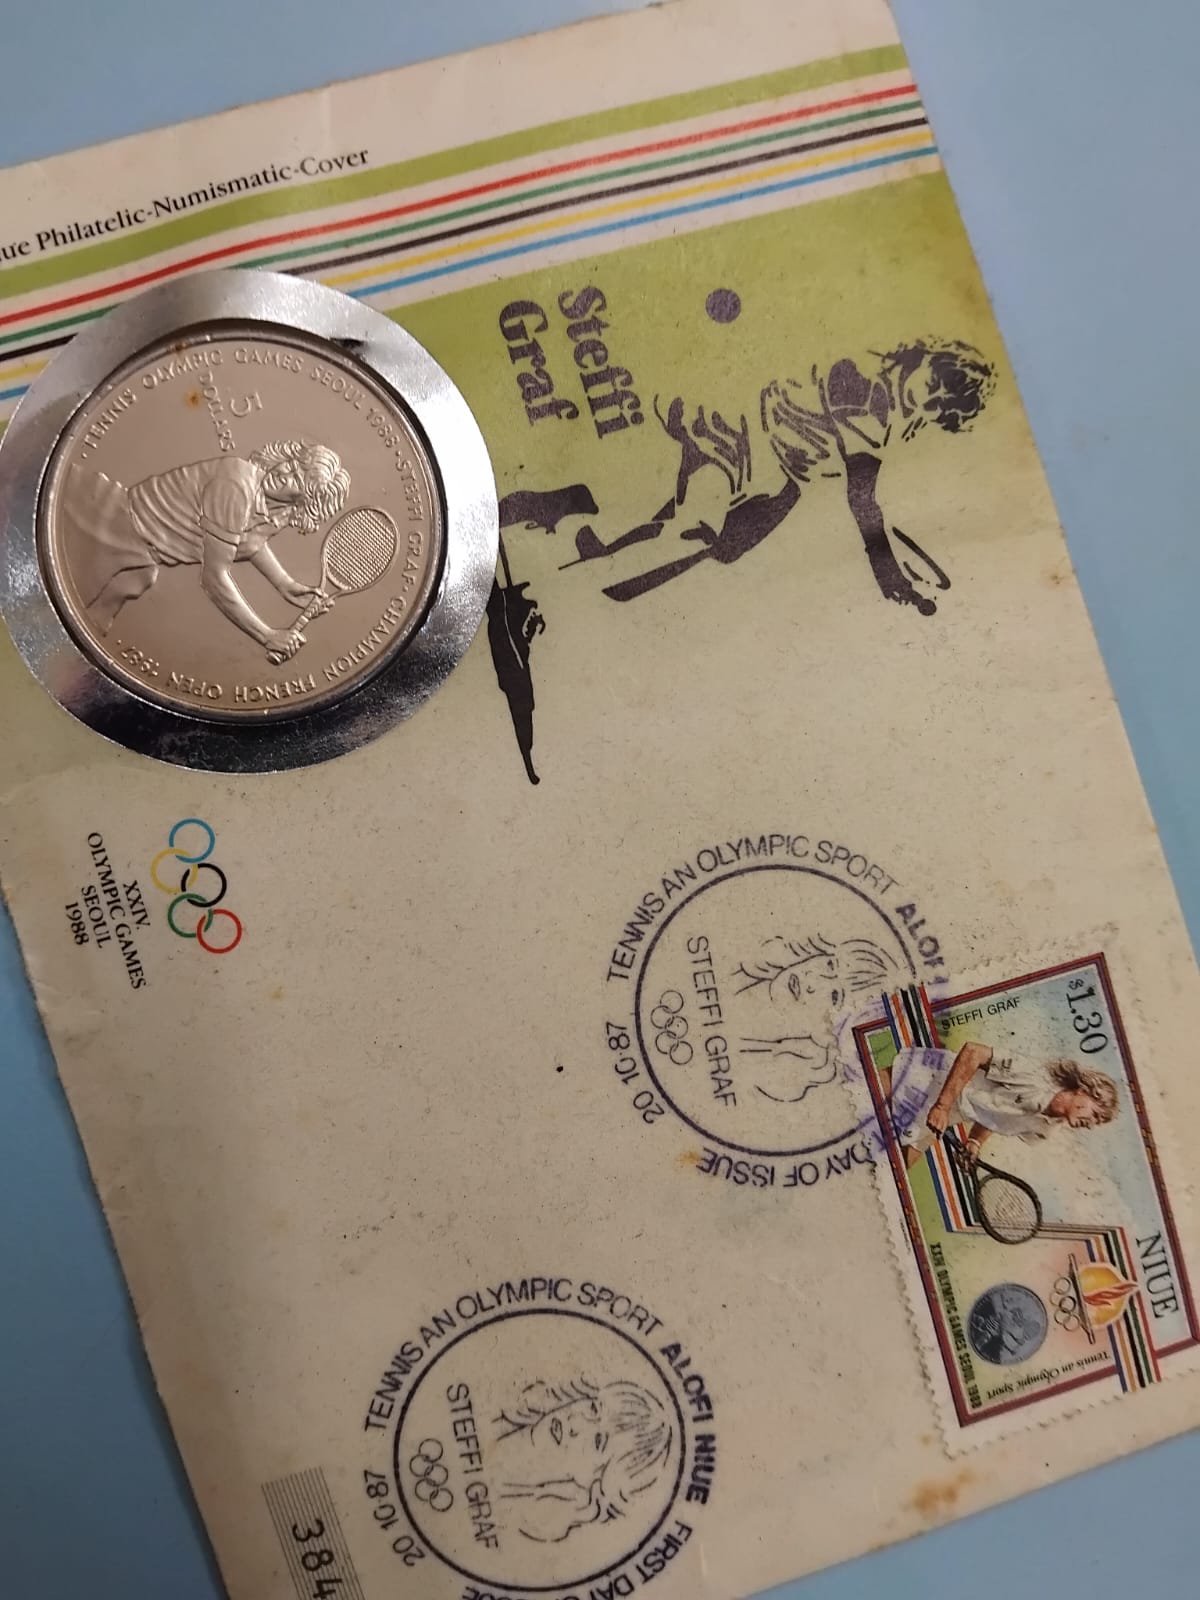 Philatelic-Numismatic-Cover
· TENNIS OLYMPIC GAMES SEOUL 1988 · STEFFI GRAF · CHAMPION FRENCH OPEN 1987 ·
5
DOLLARS
Steffi
Graf
XXIV.
OLYMPIC GAMES
SEOUL
1988
TENNIS AN OLYMPIC SPORT ALOFI
FIRST DAY OF ISSUE
20·10·87
STEFFI GRAF
$1.30
STEFFI GRAF
NIUE
XXIV OLYMPIC GAMES SEOUL 1988
Tennis an Olympic Sport
TENNIS AN OLYMPIC SPORT ALOFI NIUE FIRST DAY
20·10·87
STEFFI GRAF
384